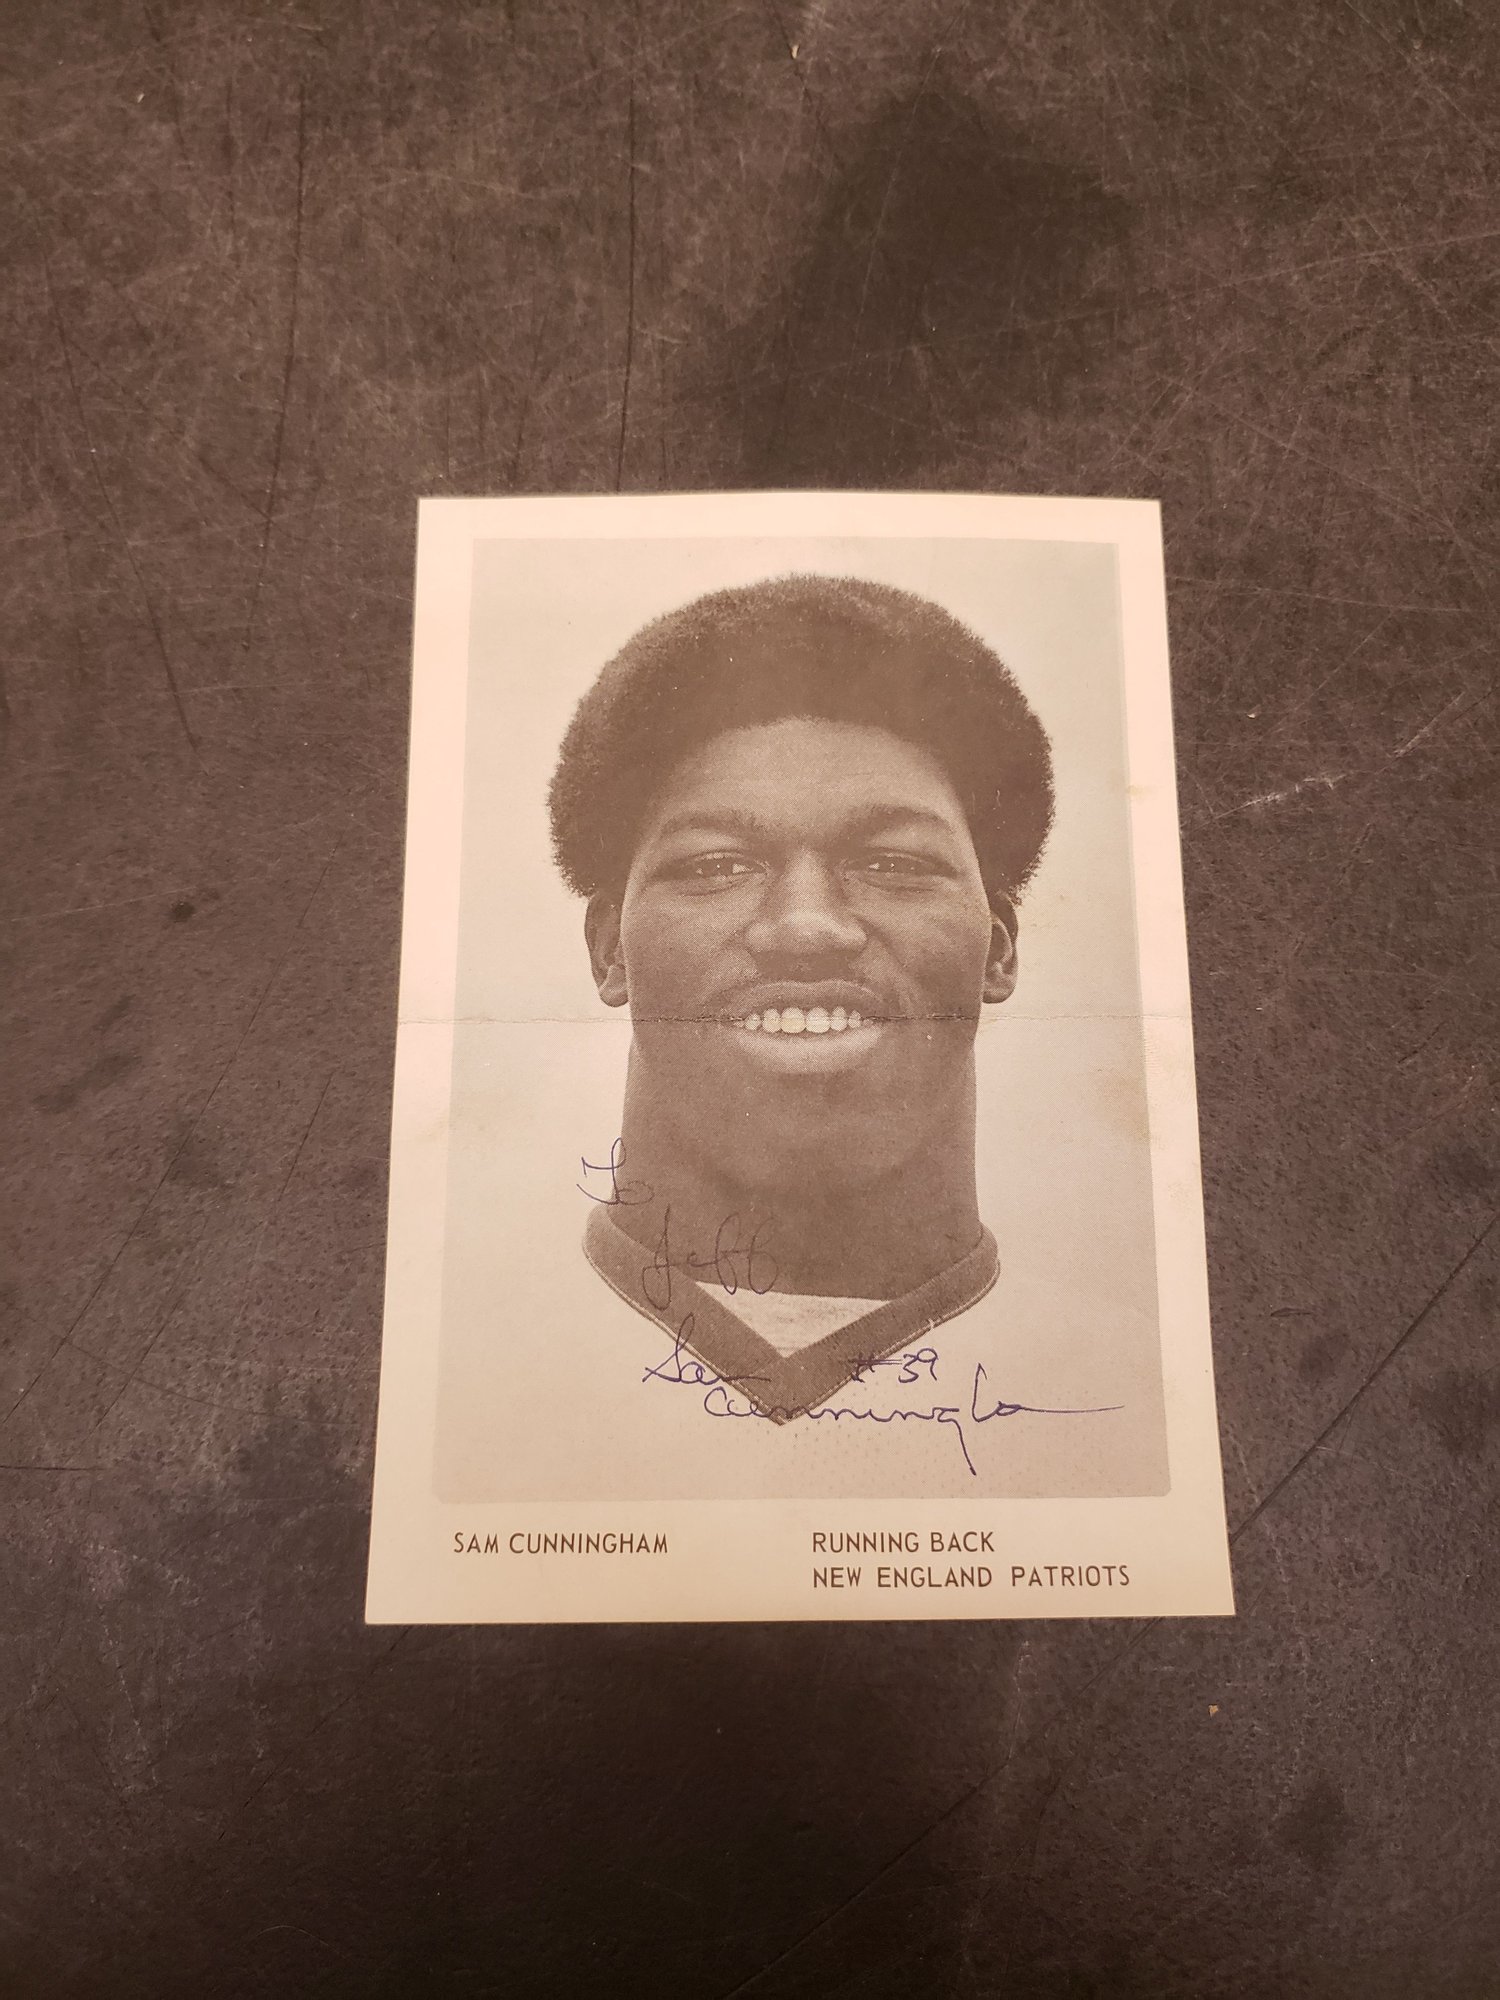 To
Jeff
Sam #39
Cunningham
SAM CUNNINGHAM RUNNING BACK
NEW ENGLAND PATRIOTS